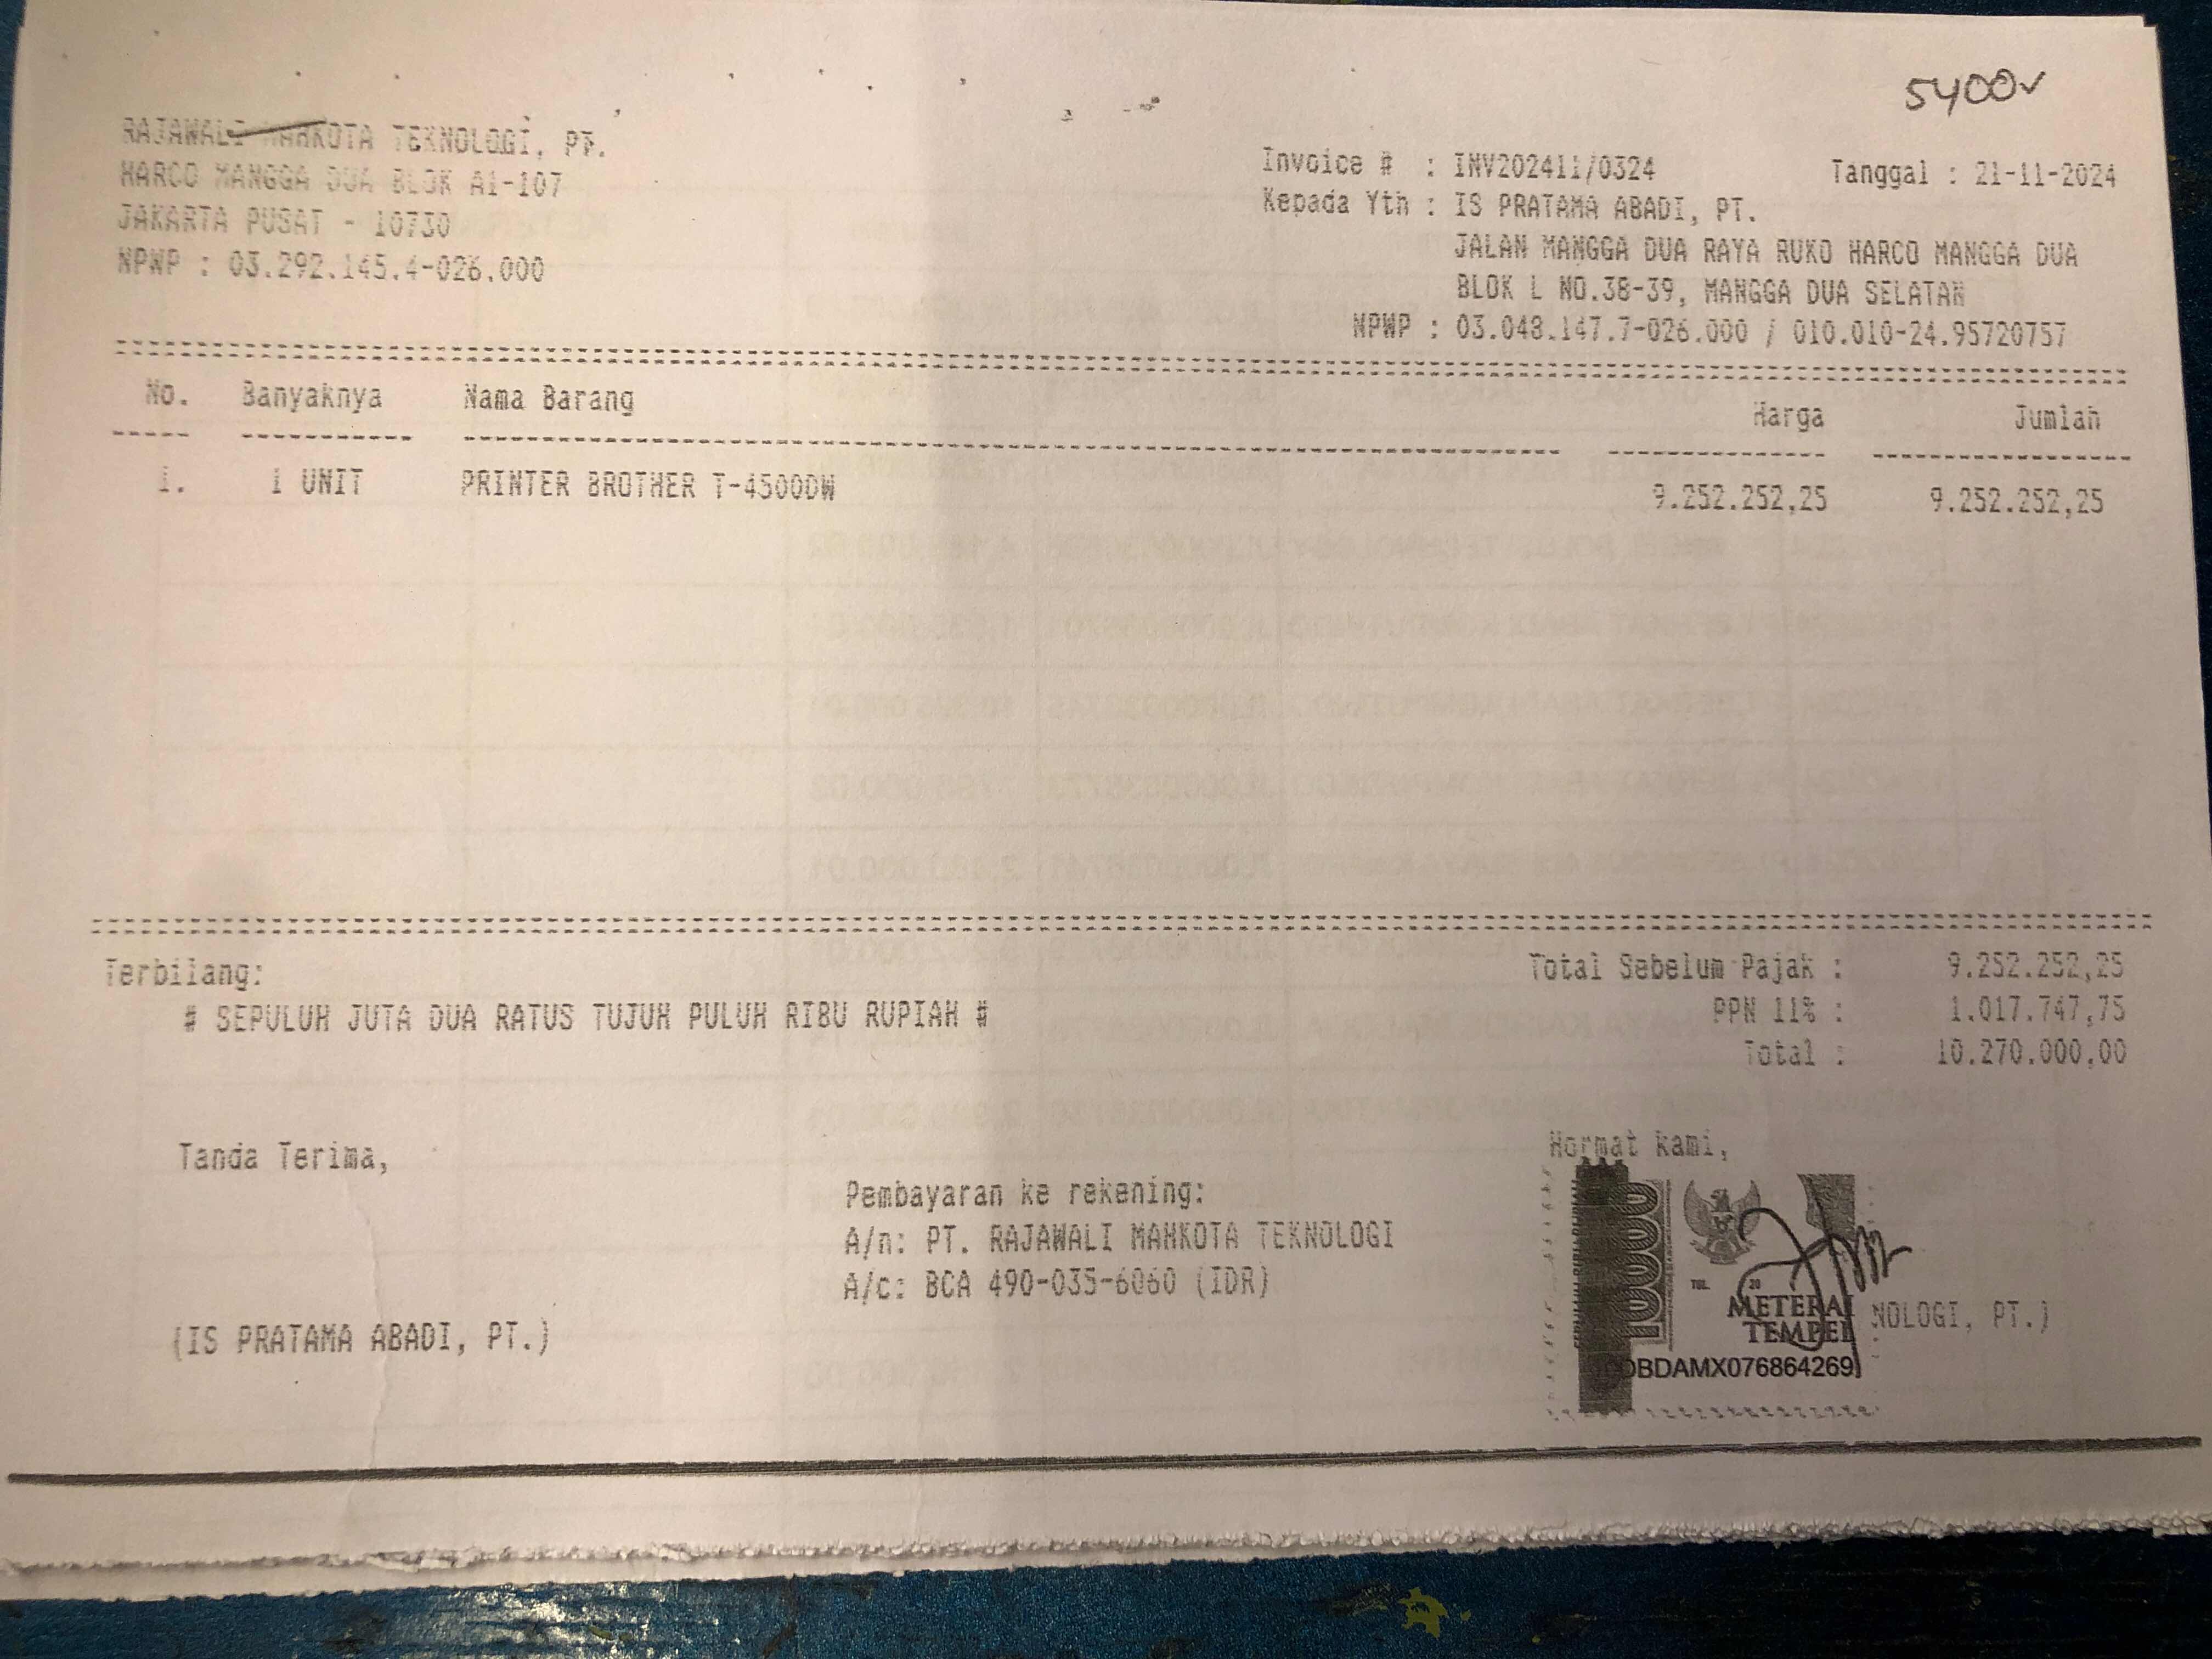 5400✓
RAJAWALI MAHKOTA TEKNOLOGI, PT.
HARCO MANGGA DUA BLOK A1-107
JAKARTA PUSAT - 10730
NPWP : 03.292.145.4-026.000
Invoice # : INV202411/0324 Tanggal : 21-11-2024
Kepada Yth : IS PRATAMA ABADI, PT.
JALAN MANGGA DUA RAYA RUKO HARCO MANGGA DUA
BLOK L NO.38-39, MANGGA DUA SELATAN
NPWP : 03.048.147.7-026.000 / 010.010-24.95720757
No. Banyaknya Nama Barang Harga Jumlah
1. 1 UNIT PRINTER BROTHER T-4500DW 9.252.252,25 9.252.252,25
Terbilang:
# SEPULUH JUTA DUA RATUS TUJUH PULUH RIBU RUPIAH #
Total Sebelum Pajak : 9.252.252,25
PPN 11% : 1.017.747,75
Total : 10.270.000,00
Tanda Terima,
(IS PRATAMA ABADI, PT.)
Pembayaran ke rekening:
A/n: PT. RAJAWALI MAHKOTA TEKNOLOGI
A/c: BCA 490-035-6060 (IDR)
Hormat kami,
10000
TGL. 20
METERAI
TEMPEL
DBDAMX076864269
NOLOGI, PT.)